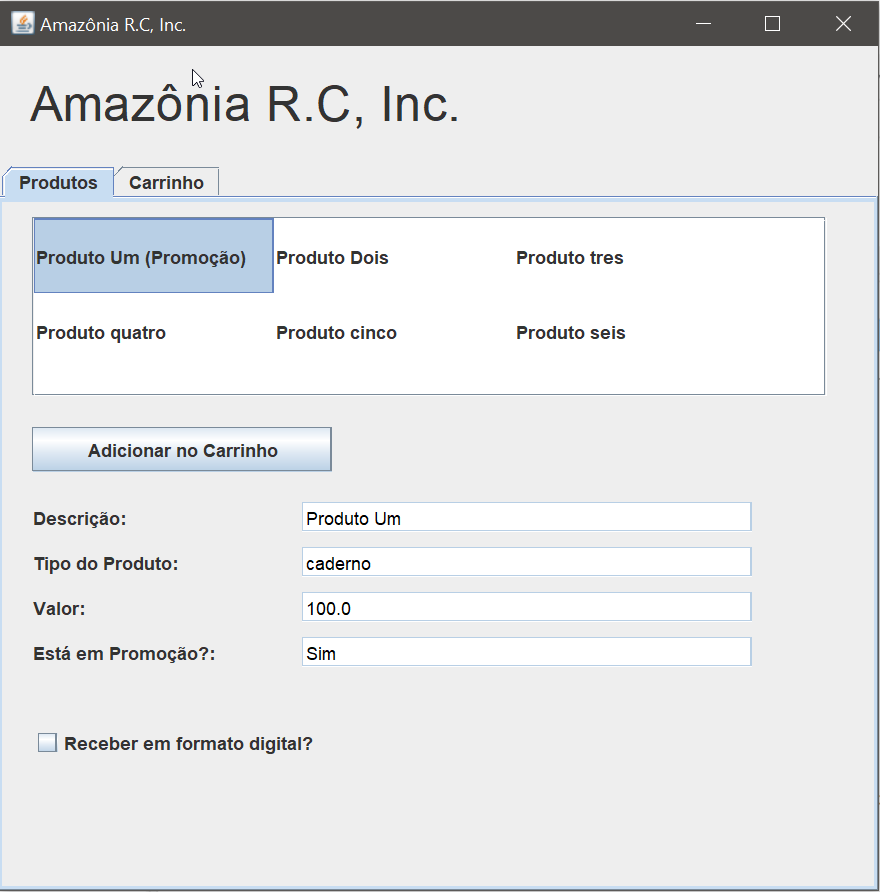 Amazônia R.C, Inc.
Amazônia R.C, Inc.
Produtos Carrinho
Produto Um (Promoção) Produto Dois Produto tres
Produto quatro Produto cinco Produto seis
Adicionar no Carrinho
Descrição: Produto Um
Tipo do Produto: caderno
Valor: 100.0
Está em Promoção?: Sim
Receber em formato digital?